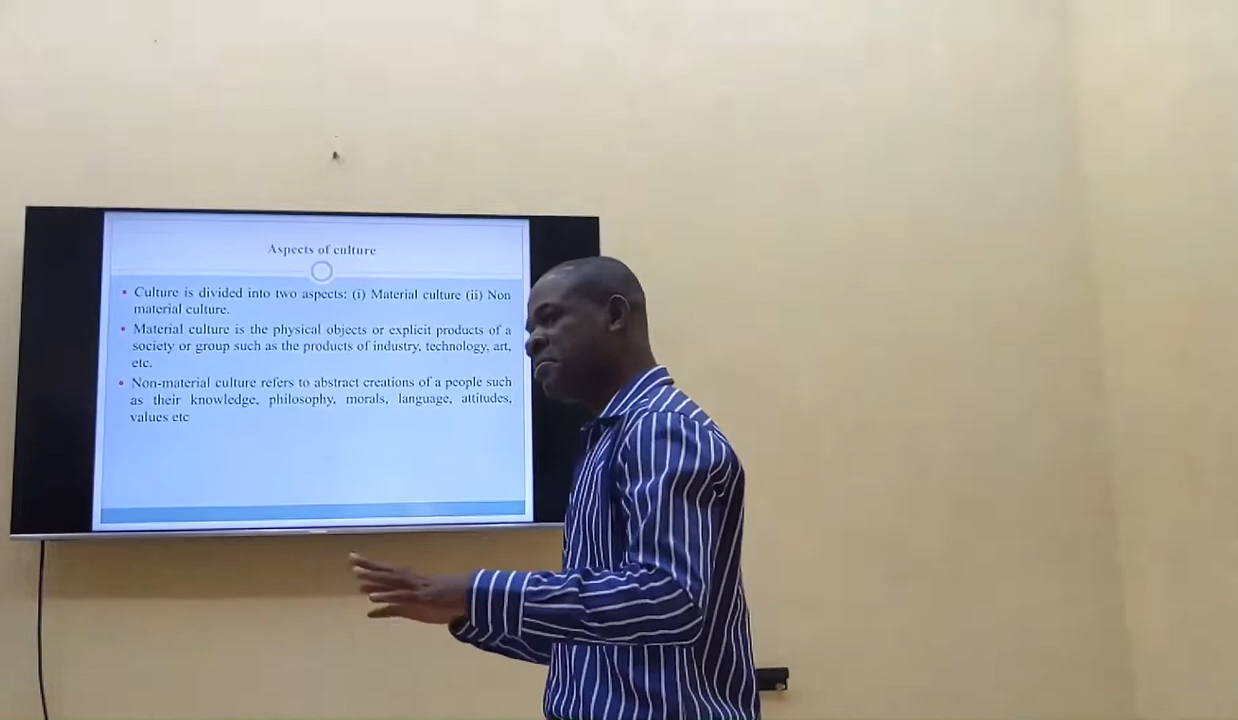 Aspects of culture
Culture is divided into two aspects: (i) Material culture (ii) Non
material culture.
Material culture is the physical objects or explicit products of a
society or group such as the products of industry, technology, art,
etc.
Non-material culture refers to abstract creations of a people such
as their knowledge, philosophy, morals, language, attitudes,
values etc